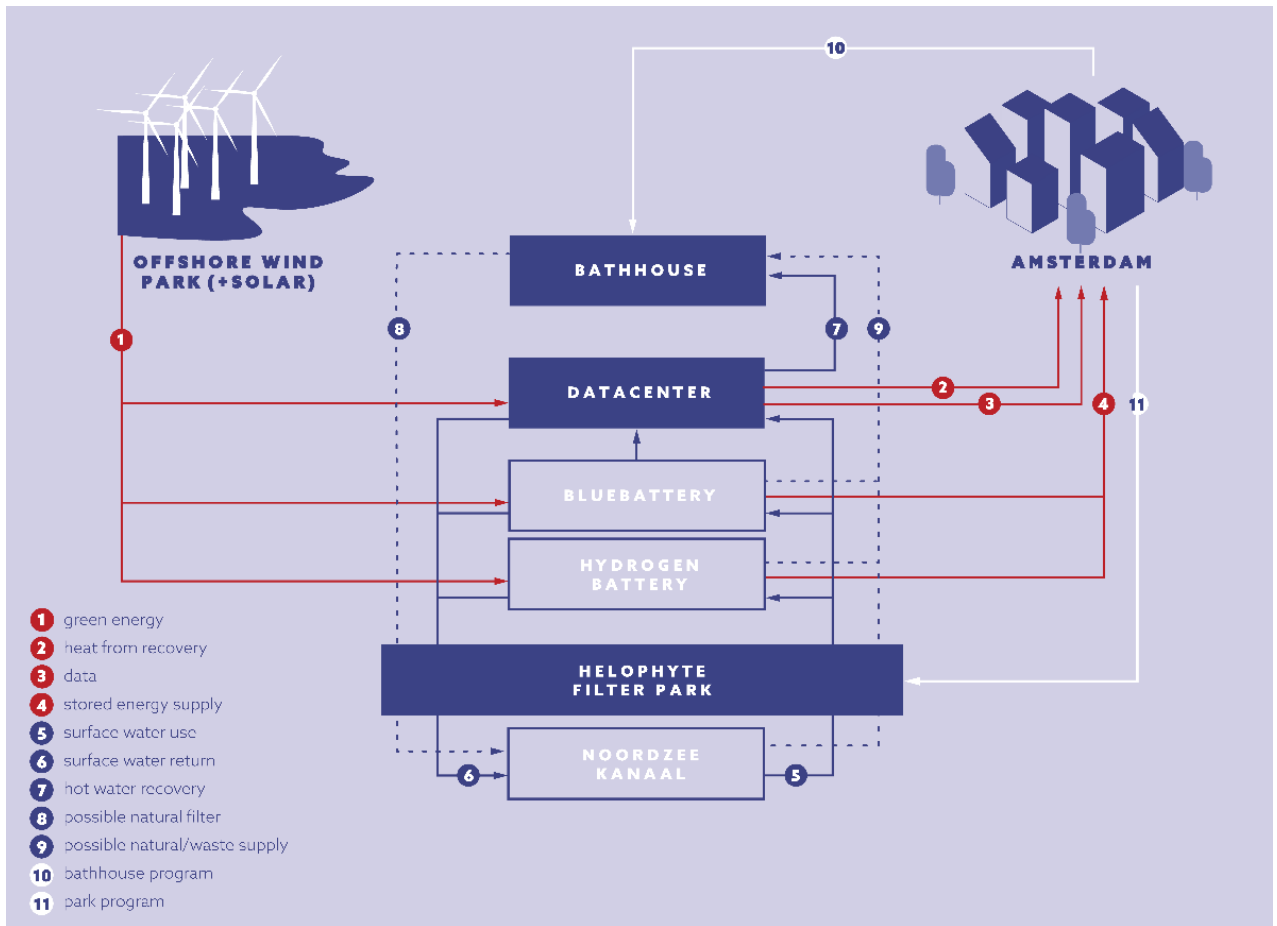 10
OFFSHORE WIND
PARK (+SOLAR)
AMSTERDAM
BATHHOUSE
8
7
9
1
DATACENTER
2
3
4
11
BLUEBATTERY
HYDROGEN
BATTERY
HELOPHYTE
FILTER PARK
NOORDZEE
KANAAL
6
5
1 green energy
2 heat from recovery
3 data
4 stored energy supply
5 surface water use
6 surface water return
7 hot water recovery
8 possible natural filter
9 possible natural/waste supply
10 bathhouse program
11 park program